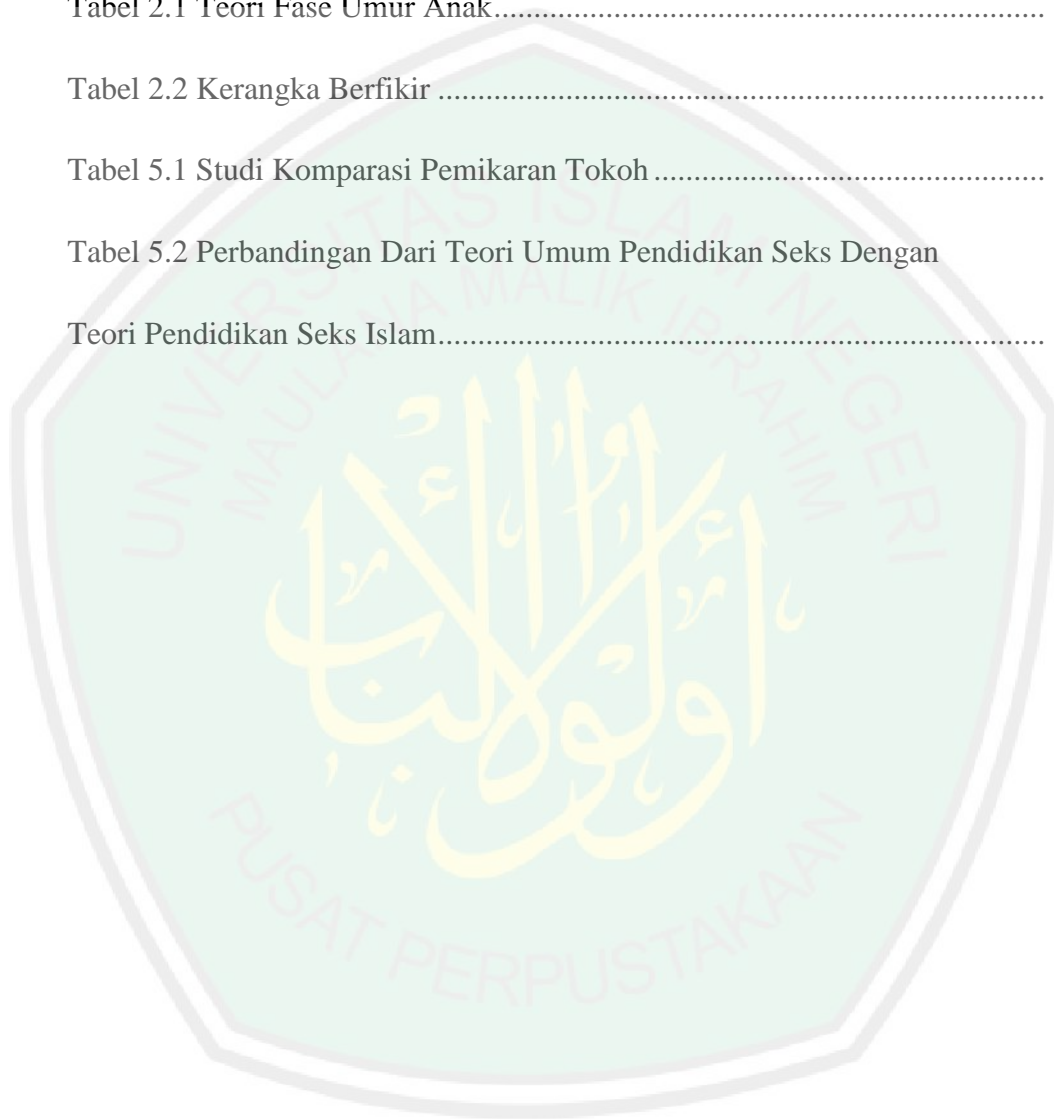 Tabel 2.1 Teori Fase Umur Anak.....................................................................
Tabel 2.2 Kerangka Berfikir ............................................................................
Tabel 5.1 Studi Komparasi Pemikaran Tokoh .................................................
Tabel 5.2 Perbandingan Dari Teori Umum Pendidikan Seks Dengan
Teori Pendidikan Seks Islam............................................................................
UNIVERSITAS ISLAM NEGERI
MAULANA MALIK IBRAHIM
أولوا الألباب
PUSAT PERPUSTAKAAN